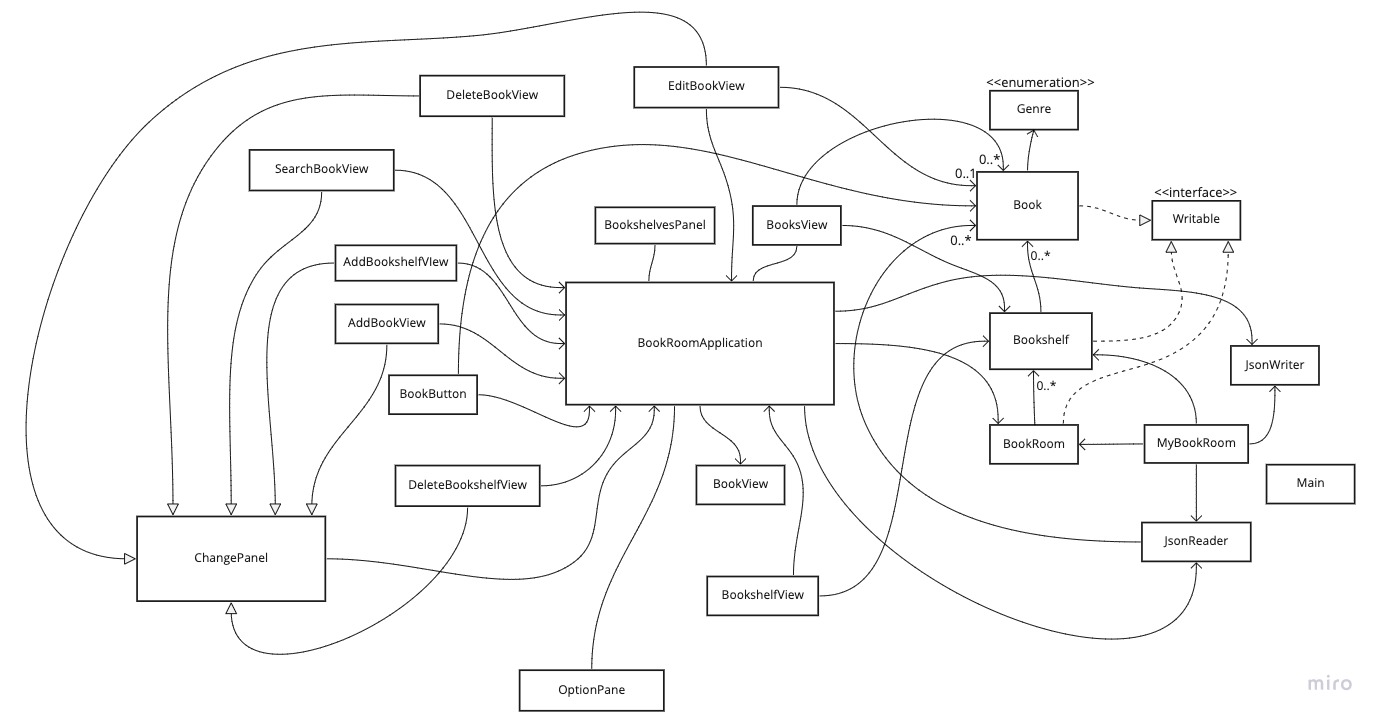 EditBookView
<<enumeration>>
Genre
DeleteBookView
SearchBookView
0..*
0..1
Book
<<interface>>
Writable
BookshelvesPanel
BooksView
0..*
0..*
AddBookshelfVIew
AddBookView
BookRoomApplication
Bookshelf
JsonWriter
0..*
BookButton
BookRoom
MyBookRoom
DeleteBookshelfView
BookView
Main
JsonReader
ChangePanel
BookshelfView
OptionPane
miro